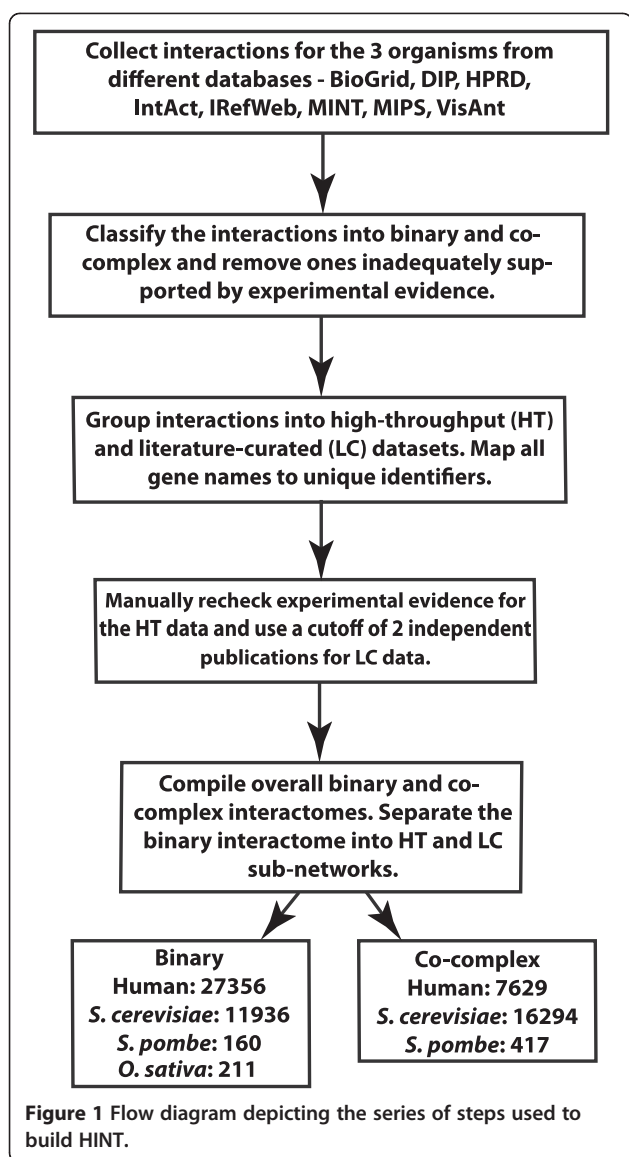 Collect interactions for the 3 organisms from
different databases - BioGrid, DIP, HPRD,
IntAct, IRefWeb, MINT, MIPS, VisAnt
Classify the interactions into binary and co-
complex and remove ones inadequately sup-
ported by experimental evidence.
Group interactions into high-throughput (HT)
and literature-curated (LC) datasets. Map all
gene names to unique identifiers.
Manually recheck experimental evidence for
the HT data and use a cutoff of 2 independent
publications for LC data.
Compile overall binary and co-
complex interactomes. Separate the
binary interactome into HT and LC
sub-networks.
Binary
Human: 27356
S. cerevisiae: 11936
S. pombe: 160
O. sativa: 211
Co-complex
Human: 7629
S. cerevisiae: 16294
S. pombe: 417
Figure 1 Flow diagram depicting the series of steps used to
build HINT.